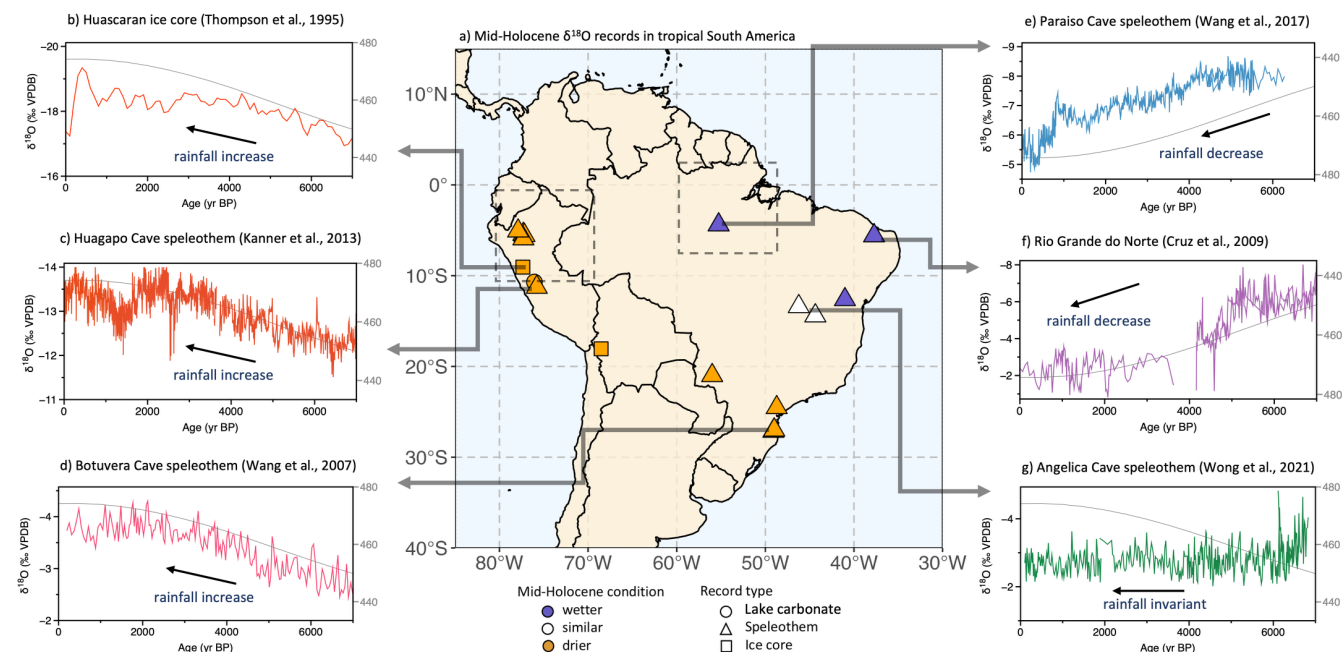 b) Huascaran ice core (Thompson et al., 1995)
−20
−18
−16
δ¹⁸O (‰ VPDB)
480
460
440
rainfall increase
0 2000 4000 6000
Age (yr BP)
c) Huagapo Cave speleothem (Kanner et al., 2013)
−14
−13
−12
−11
δ¹⁸O (‰ VPDB)
480
460
440
rainfall increase
0 2000 4000 6000
Age (yr BP)
d) Botuvera Cave speleothem (Wang et al., 2007)
−4
−3
−2
δ¹⁸O (‰ VPDB)
480
460
440
rainfall increase
0 2000 4000 6000
Age (yr BP)
a) Mid-Holocene δ¹⁸O records in tropical South America
10°N
0°
10°S
20°S
30°S
40°S
80°W 70°W 60°W 50°W 40°W 30°W
Mid-Holocene condition
wetter
similar
drier
Record type
Lake carbonate
Speleothem
Ice core
e) Paraiso Cave speleothem (Wang et al., 2017)
−9
−8
−7
−6
−5
δ¹⁸O (‰ VPDB)
440
460
480
rainfall decrease
0 2000 4000 6000
Age (yr BP)
f) Rio Grande do Norte (Cruz et al., 2009)
−8
−6
−4
−2
δ¹⁸O (‰ VPDB)
440
460
480
rainfall decrease
0 2000 4000 6000
Age (yr BP)
g) Angelica Cave speleothem (Wong et al., 2021)
−4
−2
δ¹⁸O (‰ VPDB)
480
460
440
rainfall invariant
0 2000 4000 6000
Age (yr BP)